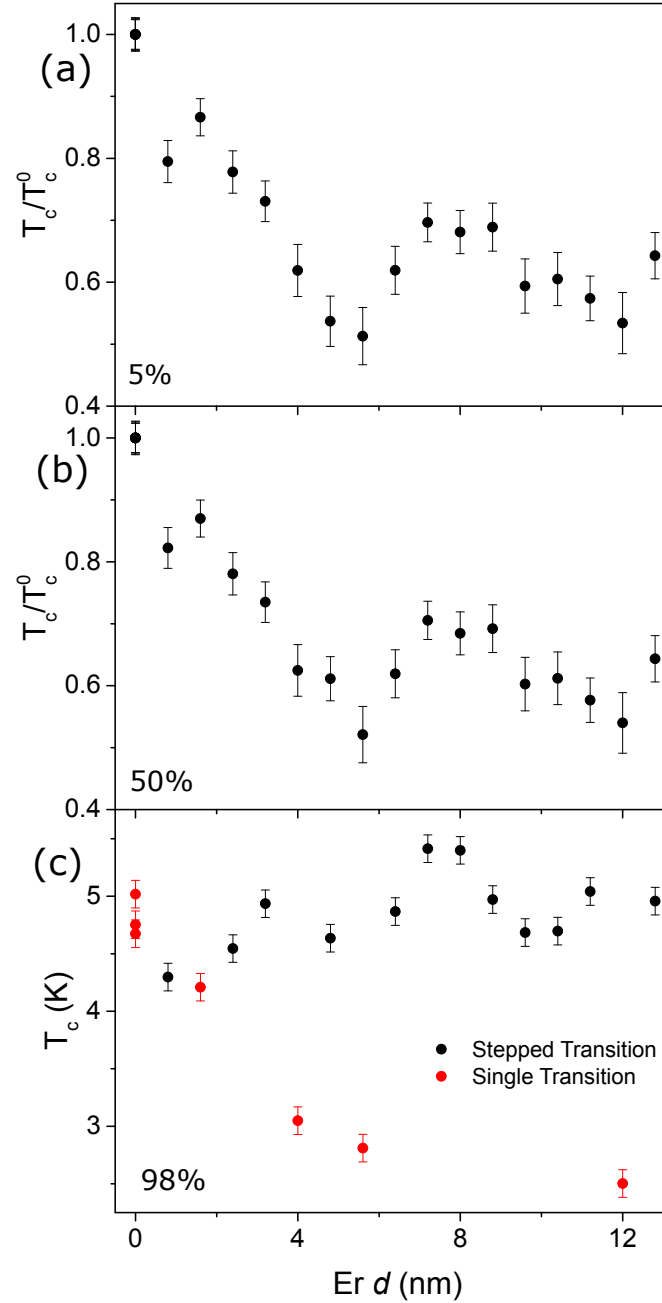 (a)
1.0
0.8
0.6
0.4
T_c/T_c^0
5%
(b)
1.0
0.8
0.6
0.4
T_c/T_c^0
50%
(c)
5
4
3
T_c (K)
Stepped Transition
Single Transition
98%
0 4 8 12
Er d (nm)